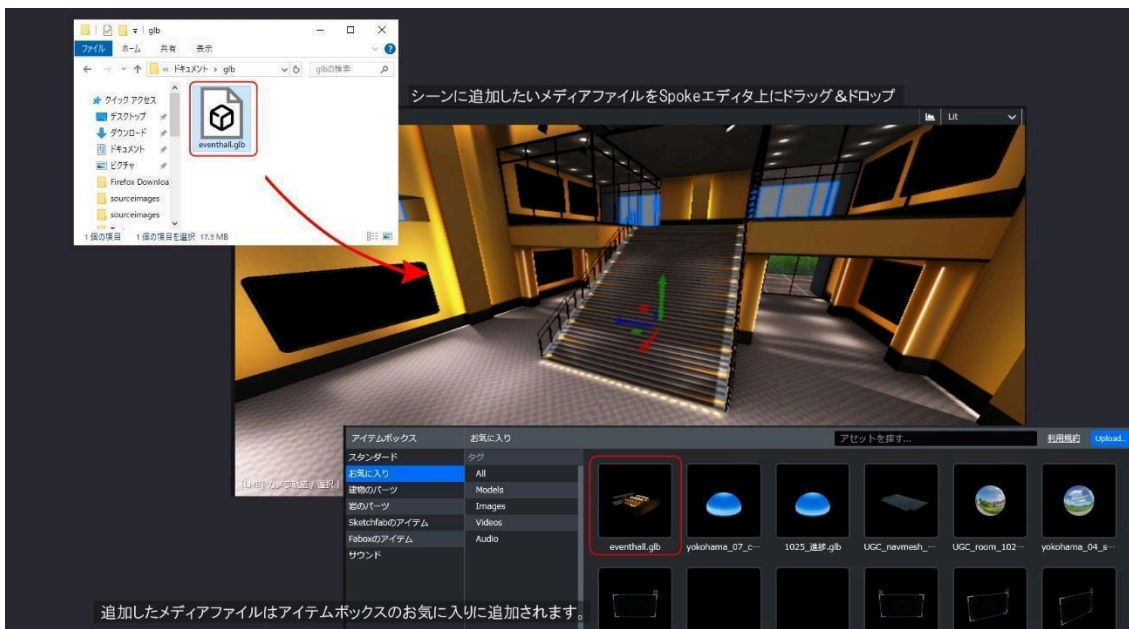 glb
ファイル ホーム 共有 表示
« ドキュメント › glb
glbの検索
クイック アクセス
デスクトップ
ダウンロード
ドキュメント
ピクチャ
Firefox Downloa
sourceimages
sourceimages
eventhall.glb
1 個の項目 1 個の項目を選択 17.3 MB
シーンに追加したいメディアファイルをSpokeエディタ上にドラッグ&ドロップ
Lit
アイテムボックス お気に入り アセットを探す... 利用規約 Upload...
スタンダード タグ
お気に入り All
建物のパーツ Models
岩のパーツ Images
Sketchfabのアイテム Videos
Faboxのアイテム Audio
サウンド
eventhall.glb yokohama_07_c… 1025_進捗.glb UGC_navmesh_… UGC_room_102… yokohama_04_s…
追加したメディアファイルはアイテムボックスのお気に入りに追加されます。